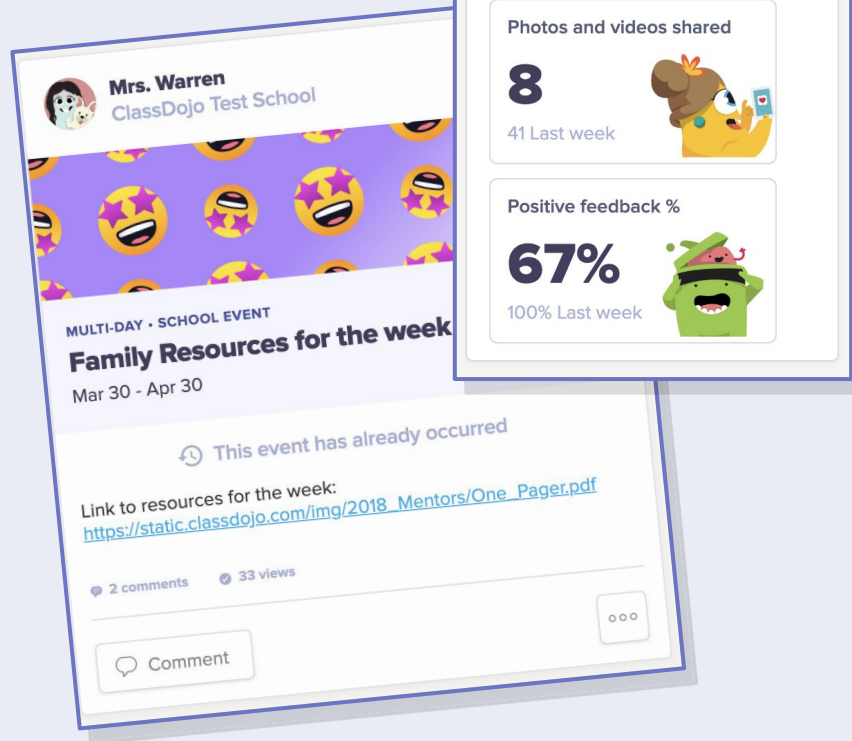 Mrs. Warren
ClassDojo Test School
MULTI-DAY • SCHOOL EVENT
Family Resources for the week
Mar 30 - Apr 30
This event has already occurred
Link to resources for the week:
https://static.classdojo.com/img/2018_Mentors/One_Pager.pdf
2 comments
33 views
Comment
Photos and videos shared
8
41 Last week
Positive feedback %
67%
100% Last week